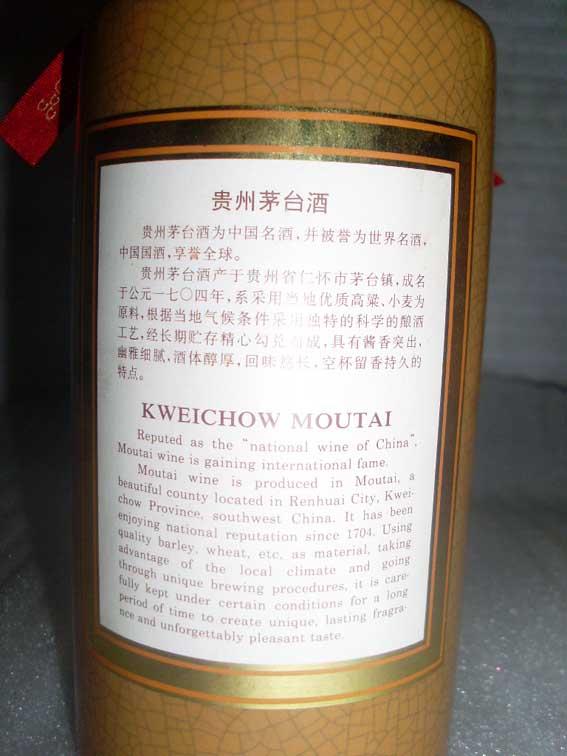 贵州茅台酒
贵州茅台酒为中国名酒,并被誉为世界名酒,
中国国酒,享誉全球。
贵州茅台酒产于贵州省仁怀市茅台镇,成名
于公元一七〇四年,系采用当地优质高粱、小麦为
原料,根据当地气候条件采用独特的科学的酿酒
工艺,经长期贮存精心勾兑而成,具有酱香突出、
幽雅细腻,酒体醇厚,回味悠长,空杯留香持久的
特点。
KWEICHOW MOUTAI
Reputed as the "national wine of China",
Moutai wine is gaining international fame.
Moutai wine is produced in Moutai, a
beautiful county located in Renhuai City, Kwei-
chow Province, southwest China. It has been
enjoying national reputation since 1704. Using
quality barley, wheat, etc, as material, taking
advantage of the local climate and going
through unique brewing procedures, it is care-
fully kept under certain conditions for a long
period of time to create unique, lasting fragra-
nce and unforgettably pleasant taste.